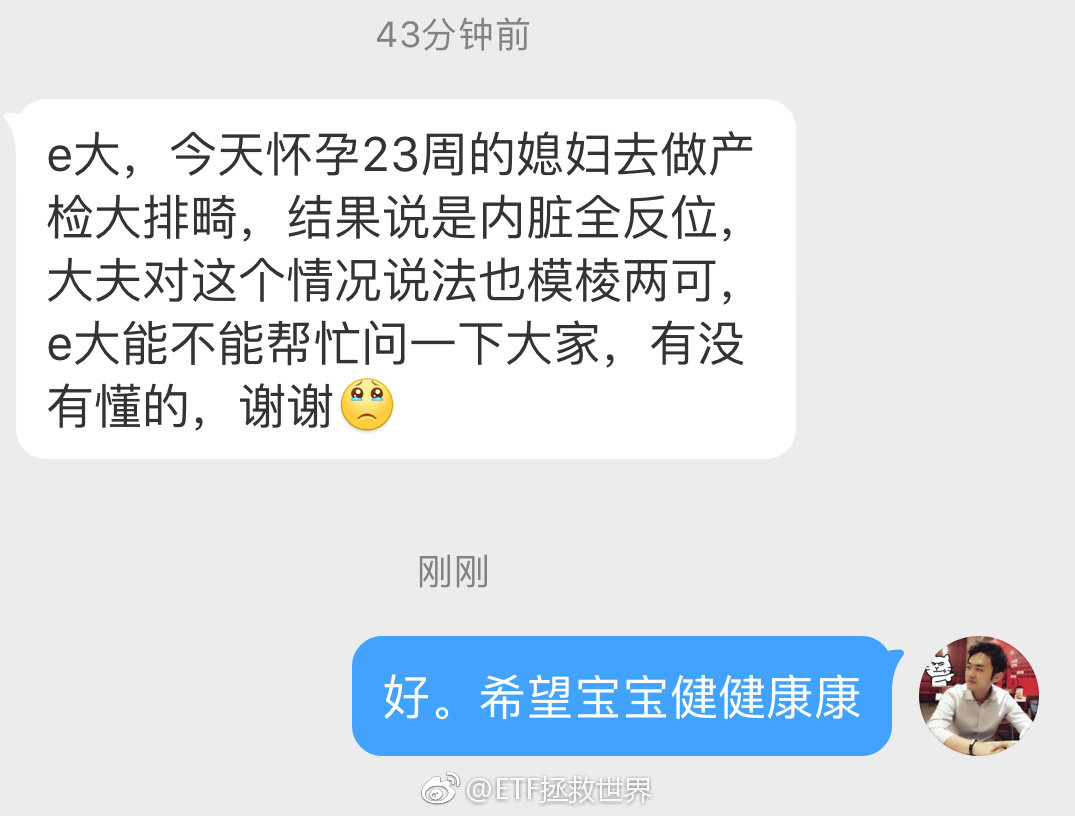 43分钟前
e大，今天怀孕23周的媳妇去做产
检大排畸，结果说是内脏全反位，
大夫对这个情况说法也模棱两可，
e大能不能帮忙问一下大家，有没
有懂的，谢谢🥺
刚刚
好。希望宝宝健健康康
@ETF拯救世界